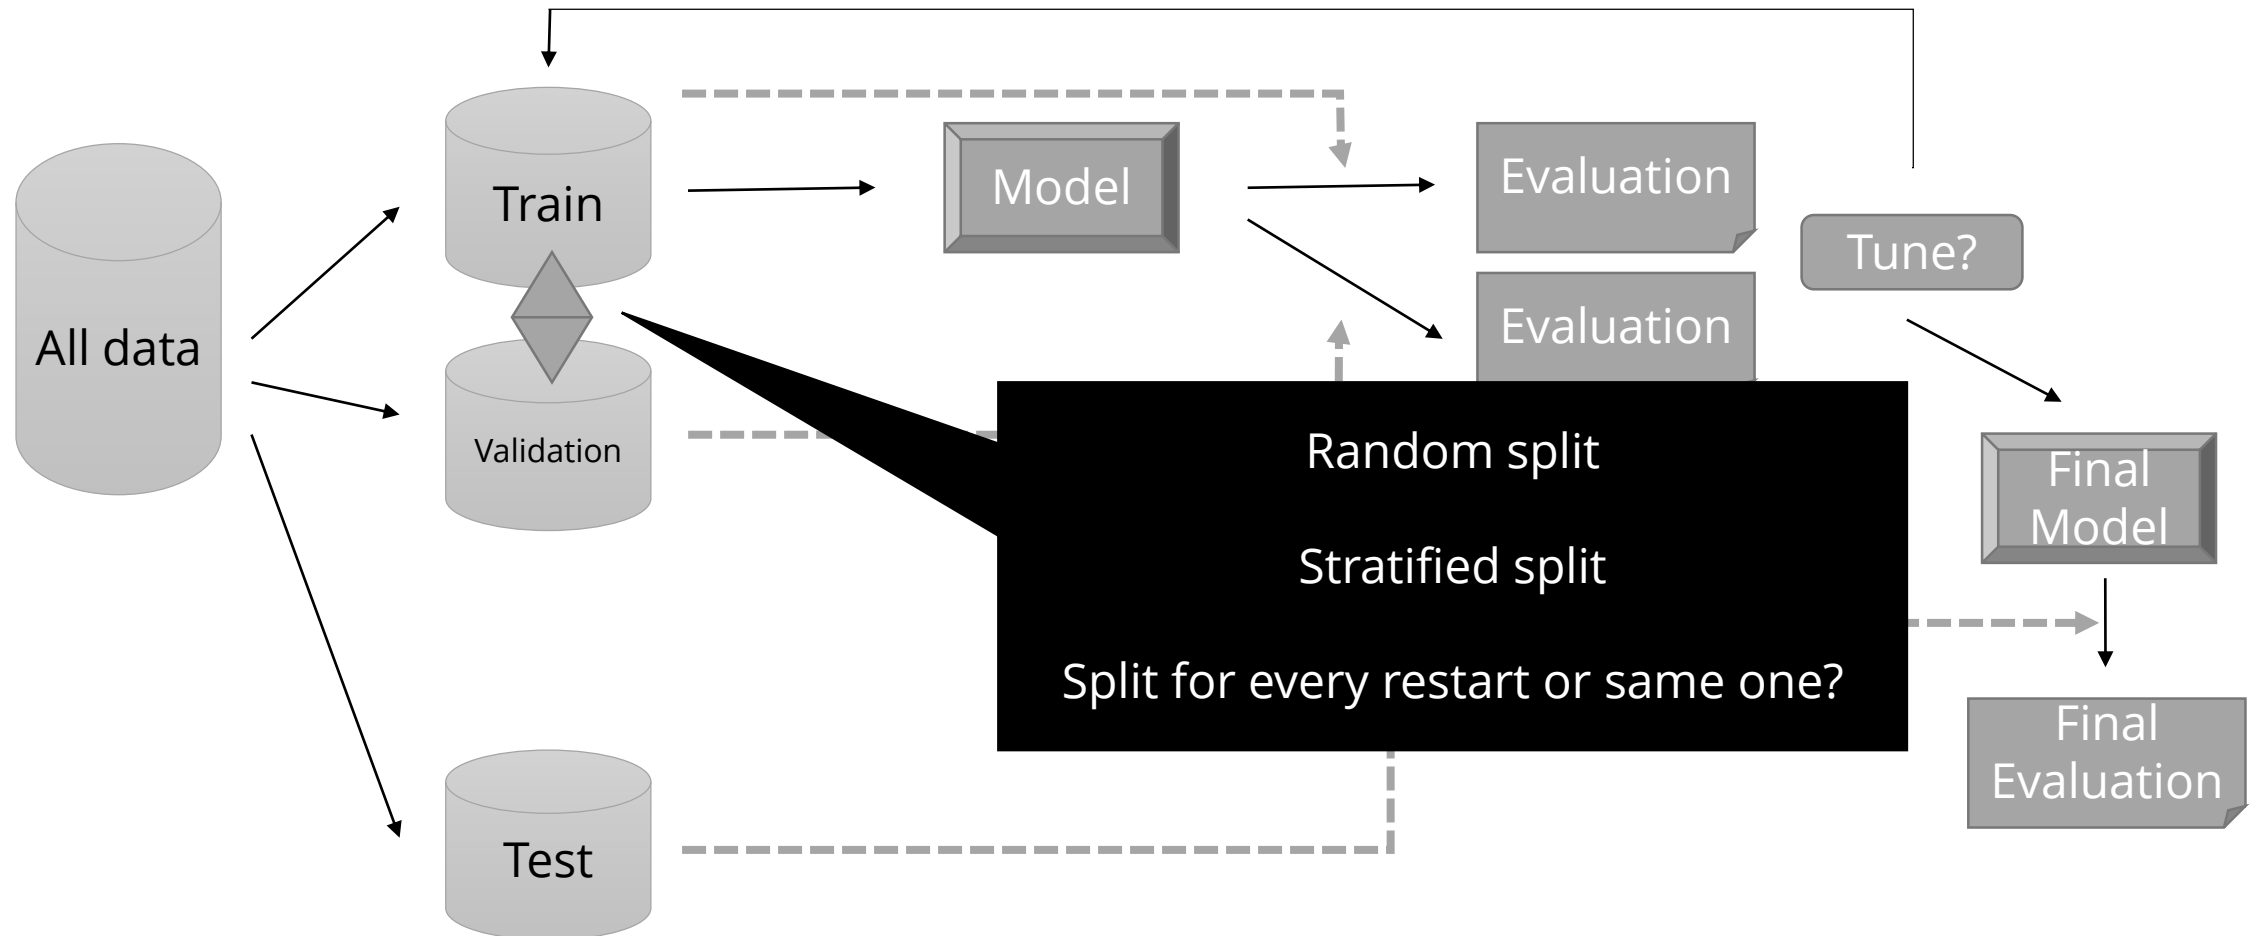 All data
Train
Validation
Test
Model
Evaluation
Evaluation
Tune?
Random split
Stratified split
Split for every restart or same one?
Final
Model
Final
Evaluation